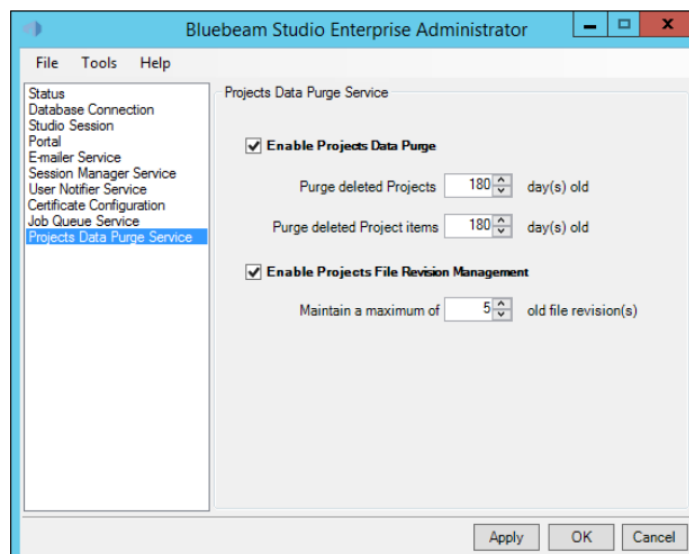 Bluebeam Studio Enterprise Administrator
File Tools Help
Status
Database Connection
Studio Session
Portal
E-mailer Service
Session Manager Service
User Notifier Service
Certificate Configuration
Job Queue Service
Projects Data Purge Service
Projects Data Purge Service
Enable Projects Data Purge
Purge deleted Projects 180 day(s) old
Purge deleted Project items 180 day(s) old
Enable Projects File Revision Management
Maintain a maximum of 5 old file revision(s)
Apply OK Cancel